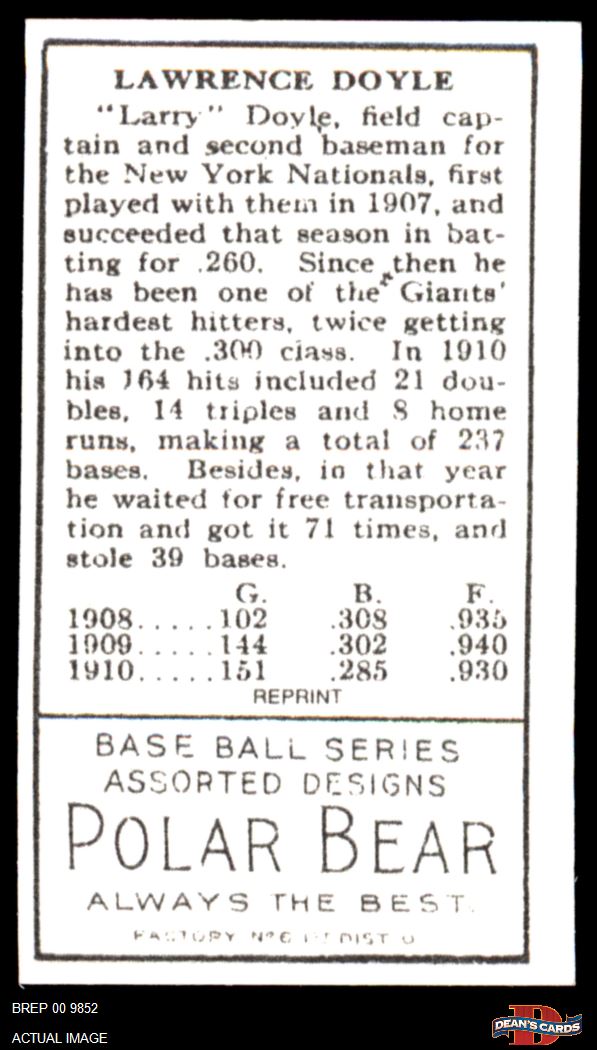 LAWRENCE DOYLE
"Larry" Doyle, field cap-
tain and second baseman for
the New York Nationals, first
played with them in 1907, and
succeeded that season in bat-
ting for .260. Since then he
has been one of the Giants'
hardest hitters, twice getting
into the .300 class. In 1910
his 164 hits included 21 dou-
bles, 14 triples and 8 home
runs, making a total of 237
bases. Besides, in that year
he waited for free transporta-
tion and got it 71 times, and
stole 39 bases.
G. B. F.
1908.....102 .308 .935
1909.....144 .302 .940
1910.....151 .285 .930
REPRINT
BASE BALL SERIES
ASSORTED DESIGNS
POLAR BEAR
ALWAYS THE BEST.
FACTORY Nº 6 1ST DIST O
BREP 00 9852
ACTUAL IMAGE
D
DEAN'S CARDS